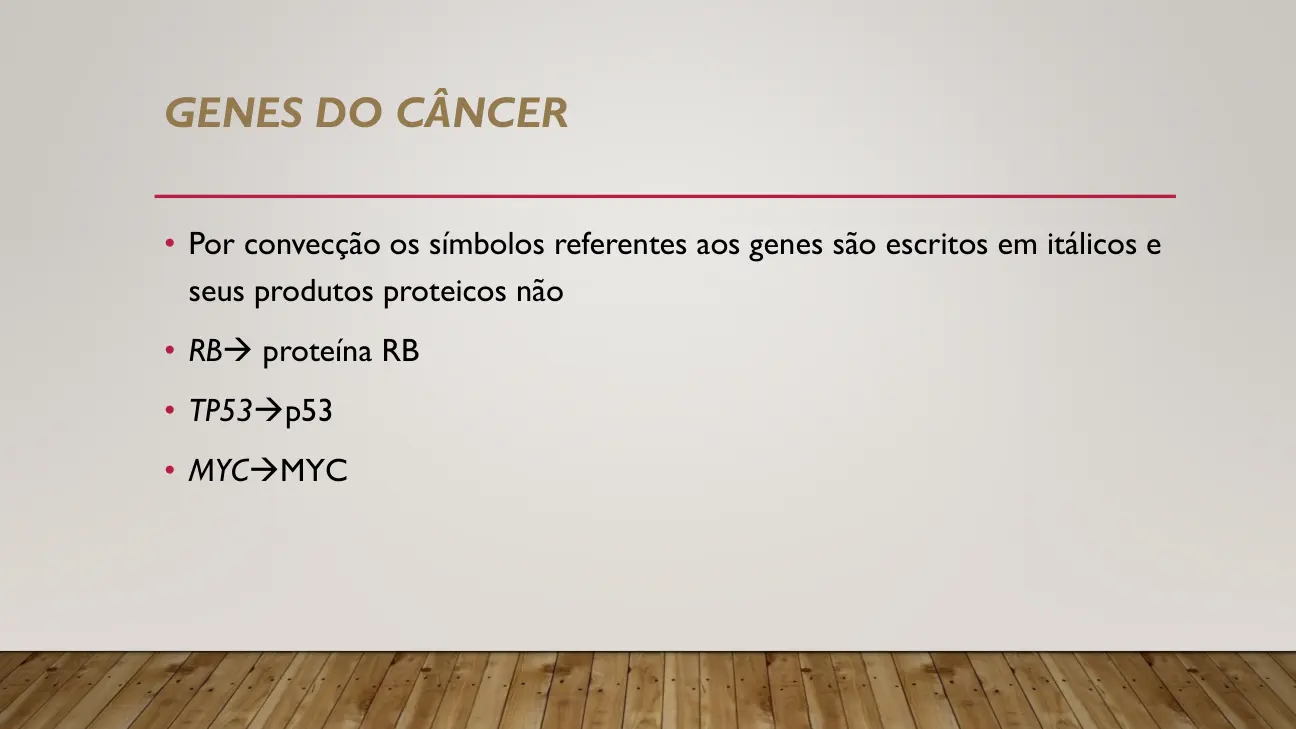 GENES DO CÂNCER
• Por convecção os símbolos referentes aos genes são escritos em itálicos e
seus produtos proteicos não
• RB→ proteína RB
• TP53→p53
• MYC→MYC